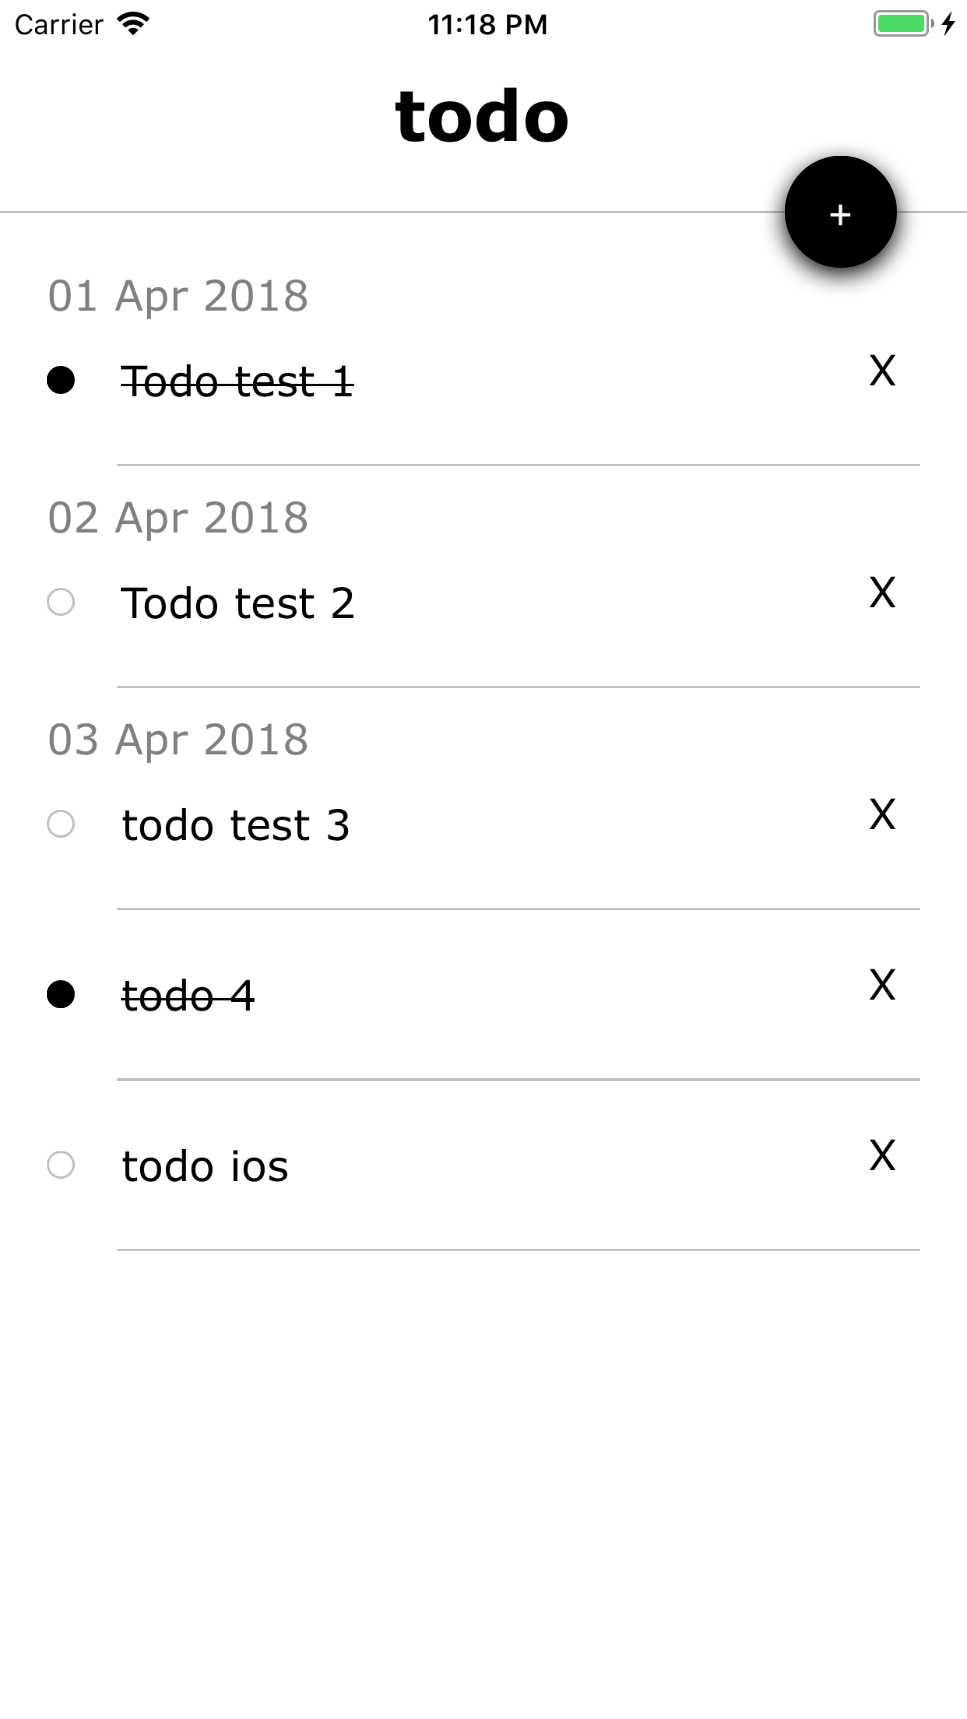 Carrier 11:18 PM
todo
+
01 Apr 2018
Todo test 1 X
02 Apr 2018
Todo test 2 X
03 Apr 2018
todo test 3 X
todo 4 X
todo ios X